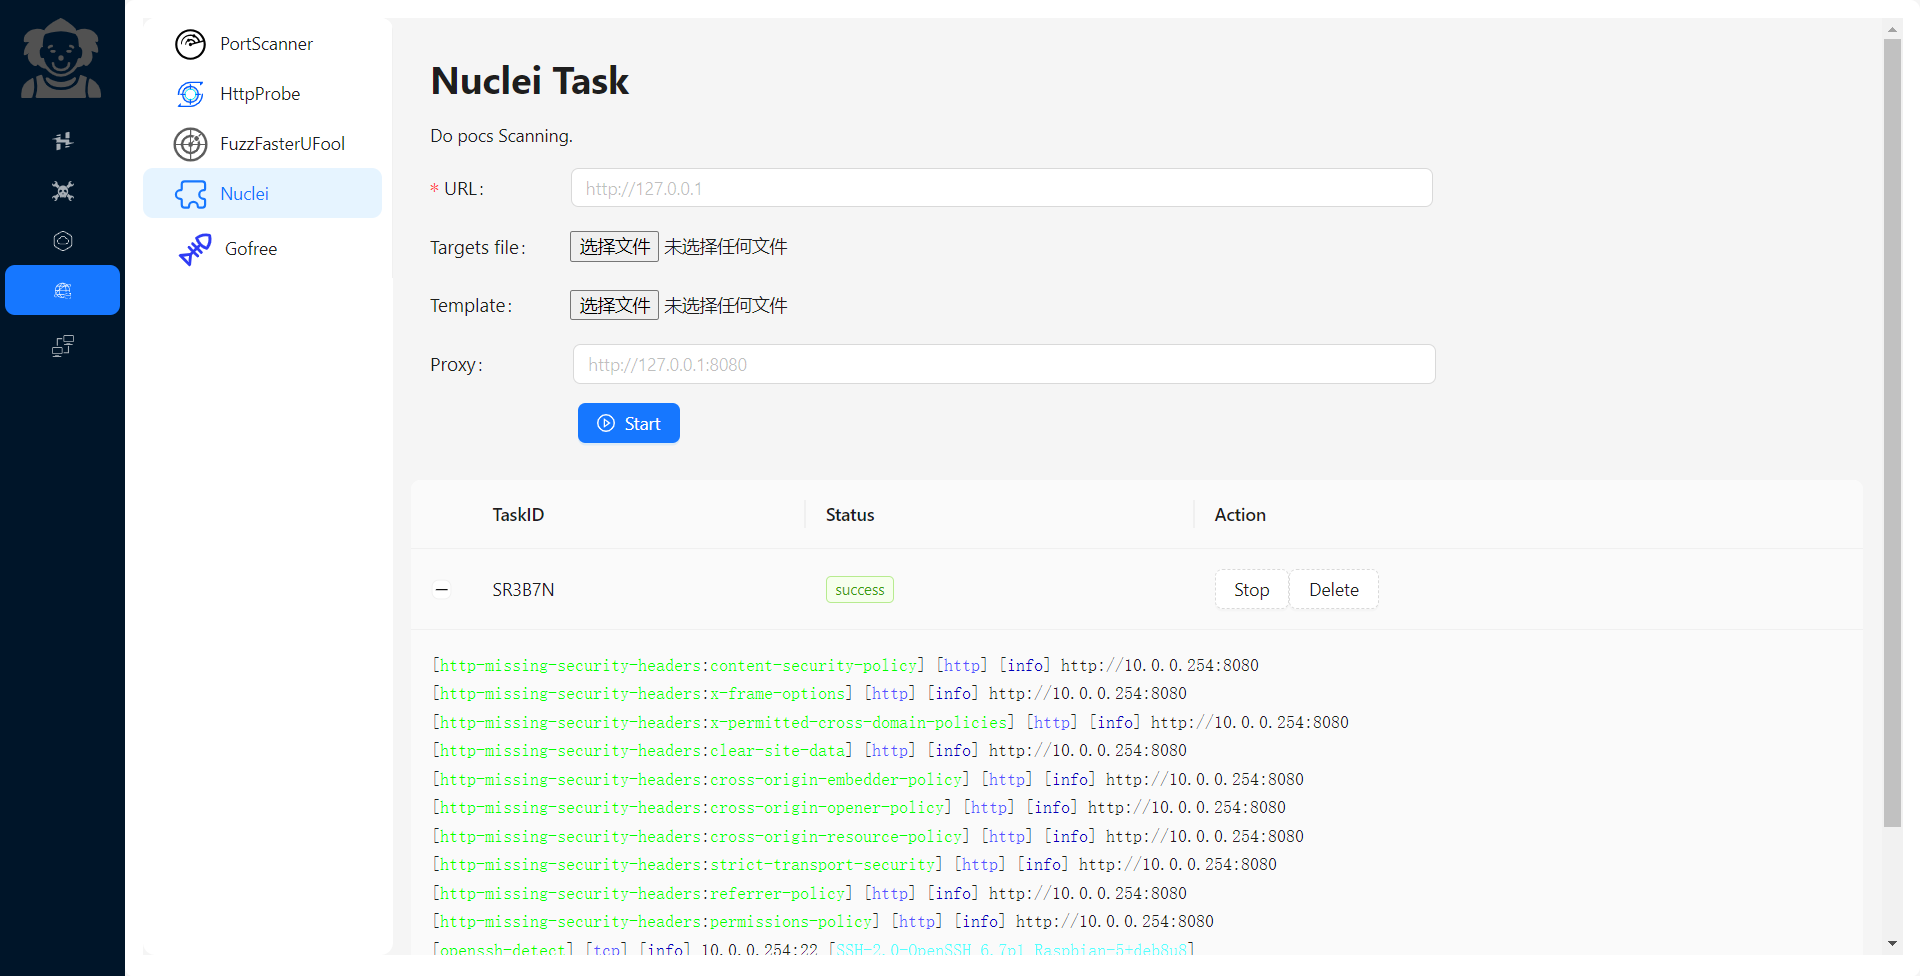 PortScanner
HttpProbe
FuzzFasterUFool
Nuclei
Gofree
Nuclei Task
Do pocs Scanning.
* URL: http://127.0.0.1
Targets file: 选择文件 未选择任何文件
Template: 选择文件 未选择任何文件
Proxy: http://127.0.0.1:8080
Start
TaskID Status Action
SR3B7N success Stop Delete
[http-missing-security-headers:content-security-policy] [http] [info] http://10.0.0.254:8080
[http-missing-security-headers:x-frame-options] [http] [info] http://10.0.0.254:8080
[http-missing-security-headers:x-permitted-cross-domain-policies] [http] [info] http://10.0.0.254:8080
[http-missing-security-headers:clear-site-data] [http] [info] http://10.0.0.254:8080
[http-missing-security-headers:cross-origin-embedder-policy] [http] [info] http://10.0.0.254:8080
[http-missing-security-headers:cross-origin-opener-policy] [http] [info] http://10.0.0.254:8080
[http-missing-security-headers:cross-origin-resource-policy] [http] [info] http://10.0.0.254:8080
[http-missing-security-headers:strict-transport-security] [http] [info] http://10.0.0.254:8080
[http-missing-security-headers:referrer-policy] [http] [info] http://10.0.0.254:8080
[http-missing-security-headers:permissions-policy] [http] [info] http://10.0.0.254:8080
[openssh-detect] [tcp] [info] 10.0.0.254:22 [SSH-2.0-OpenSSH_6.7p1 Raspbian-5+deb8u8]